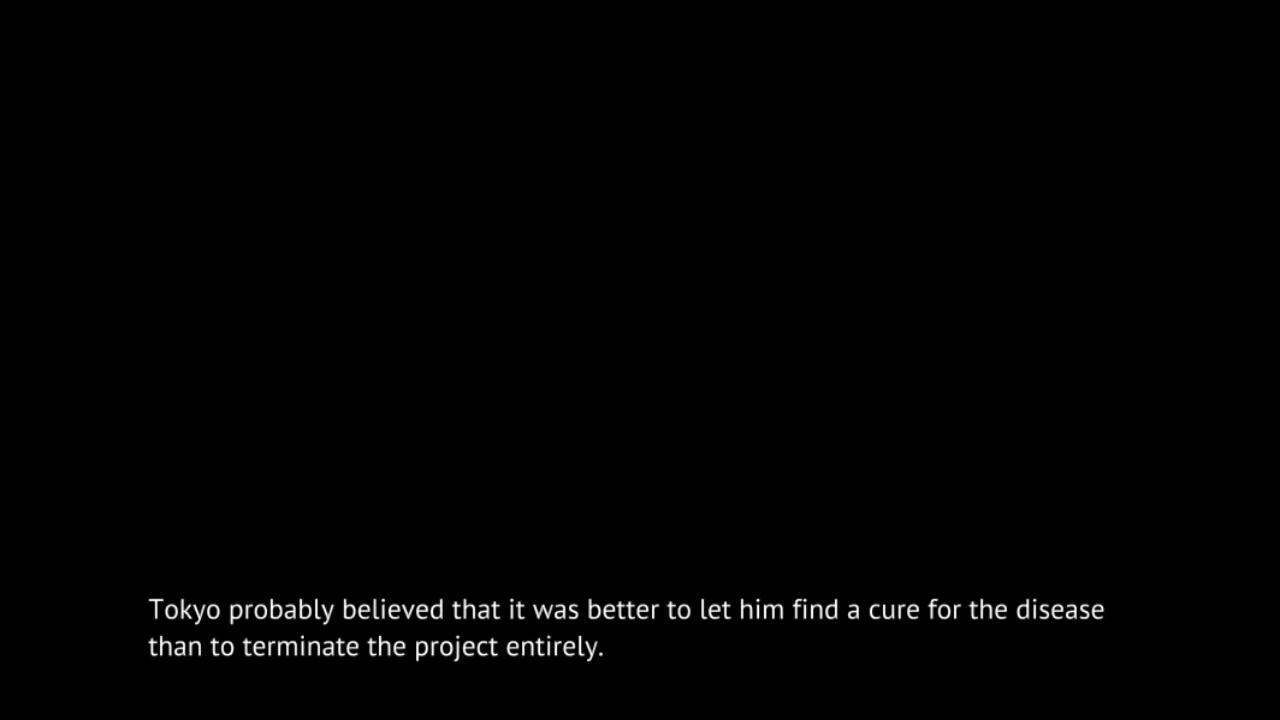 Tokyo probably believed that it was better to let him find a cure for the disease
than to terminate the project entirely.